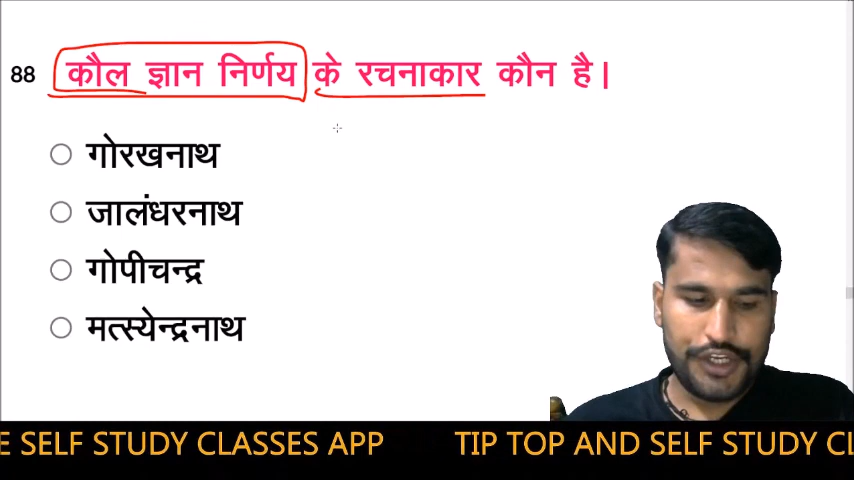 88 कौल ज्ञान निर्णय के रचनाकार कौन है।
गोरखनाथ
जालंधरनाथ
गोपीचन्द्र
मत्स्येन्द्रनाथ
E SELF STUDY CLASSES APP TIP TOP AND SELF STUDY CL